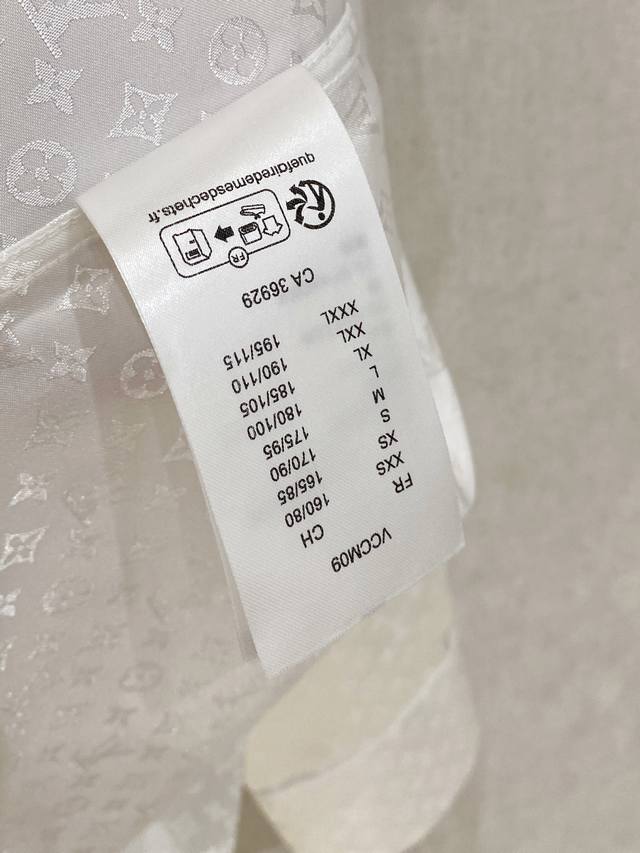 VCCM09
FR CH
XXS 160/80
XS 165/85
S 170/90
M 175/95
L 180/100
XL 185/105
XXL 190/110
XXXL 195/115
CA 36929
FR
quefairedemesdechets.fr